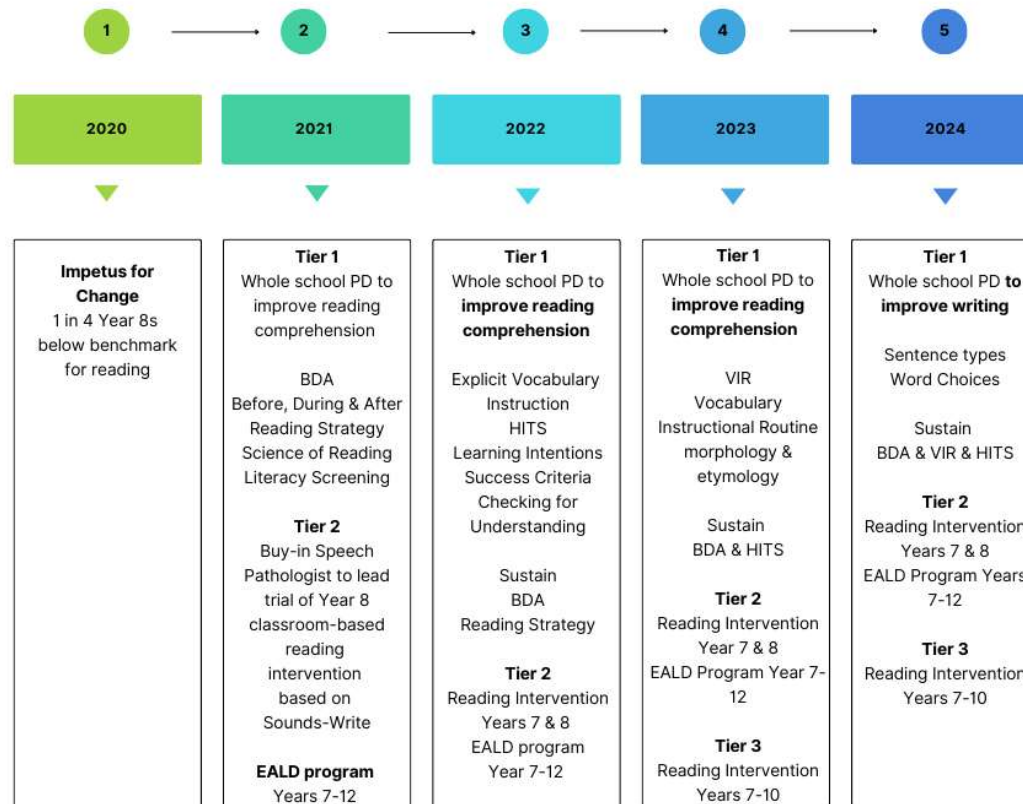 1
2
3
4
5
2020
2021
2022
2023
2024
Impetus for
Change
1 in 4 Year 8s
below benchmark
for reading
Tier 1
Whole school PD to
improve reading
comprehension
BDA
Before, During & After
Reading Strategy
Science of Reading
Literacy Screening
Tier 2
Buy-in Speech
Pathologist to lead
trial of Year 8
classroom-based
reading
intervention
based on
Sounds-Write
EALD program
Years 7-12
Tier 1
Whole school PD to
improve reading
comprehension
Explicit Vocabulary
Instruction
HITS
Learning Intentions
Success Criteria
Checking for
Understanding
Sustain
BDA
Reading Strategy
Tier 2
Reading Intervention
Years 7 & 8
EALD program
Year 7-12
Tier 1
Whole school PD to
improve reading
comprehension
VIR
Vocabulary
Instructional Routine
morphology &
etymology
Sustain
BDA & HITS
Tier 2
Reading Intervention
Year 7 & 8
EALD Program Year 7-
12
Tier 3
Reading Intervention
Years 7-10
Tier 1
Whole school PD to
improve writing
Sentence types
Word Choices
Sustain
BDA & VIR & HITS
Tier 2
Reading Intervention
Years 7 & 8
EALD Program Years
7-12
Tier 3
Reading Intervention
Years 7-10